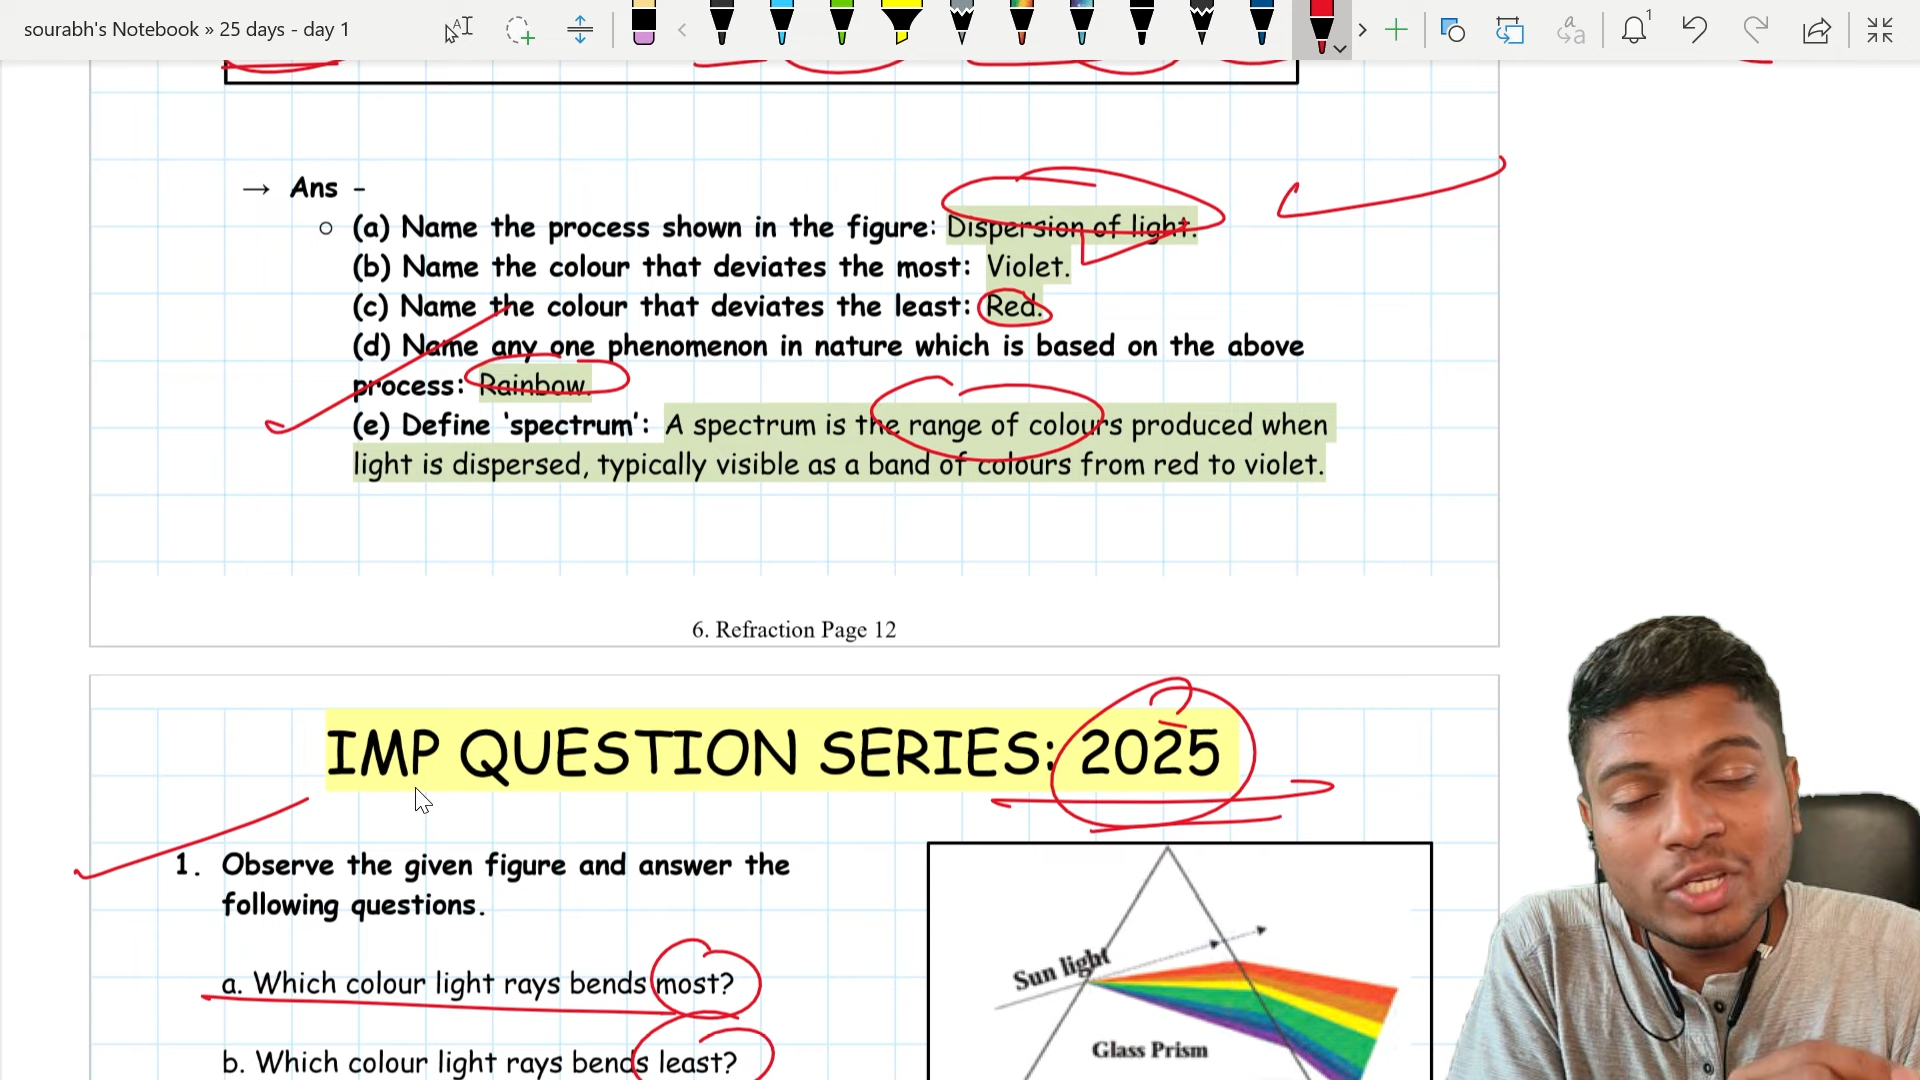 sourabh's Notebook » 25 days - day 1
→ Ans -
(a) Name the process shown in the figure: Dispersion of light.
(b) Name the colour that deviates the most: Violet.
(c) Name the colour that deviates the least: Red.
(d) Name any one phenomenon in nature which is based on the above
process: Rainbow.
(e) Define ‘spectrum’: A spectrum is the range of colours produced when
light is dispersed, typically visible as a band of colours from red to violet.
6. Refraction Page 12
IMP QUESTION SERIES: 2025
1. Observe the given figure and answer the
following questions.
a. Which colour light rays bends most?
b. Which colour light rays bends least?
Sun light
Glass Prism